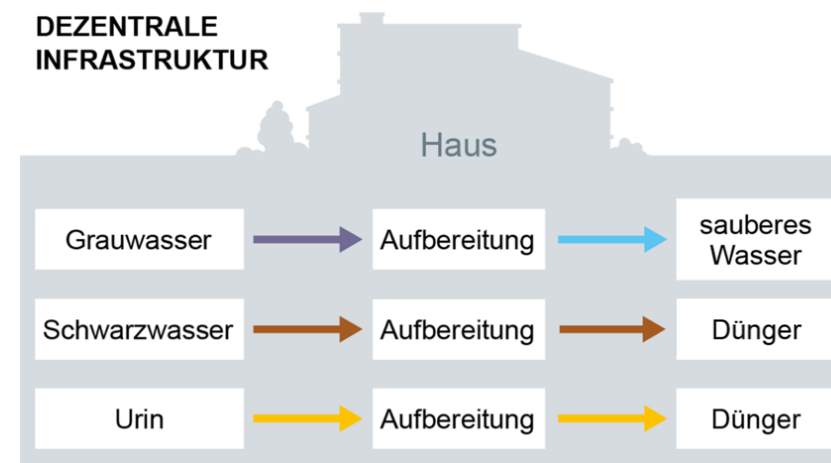 DEZENTRALE
INFRASTRUKTUR
Haus
Grauwasser
Aufbereitung
sauberes
Wasser
Schwarzwasser
Aufbereitung
Dünger
Urin
Aufbereitung
Dünger